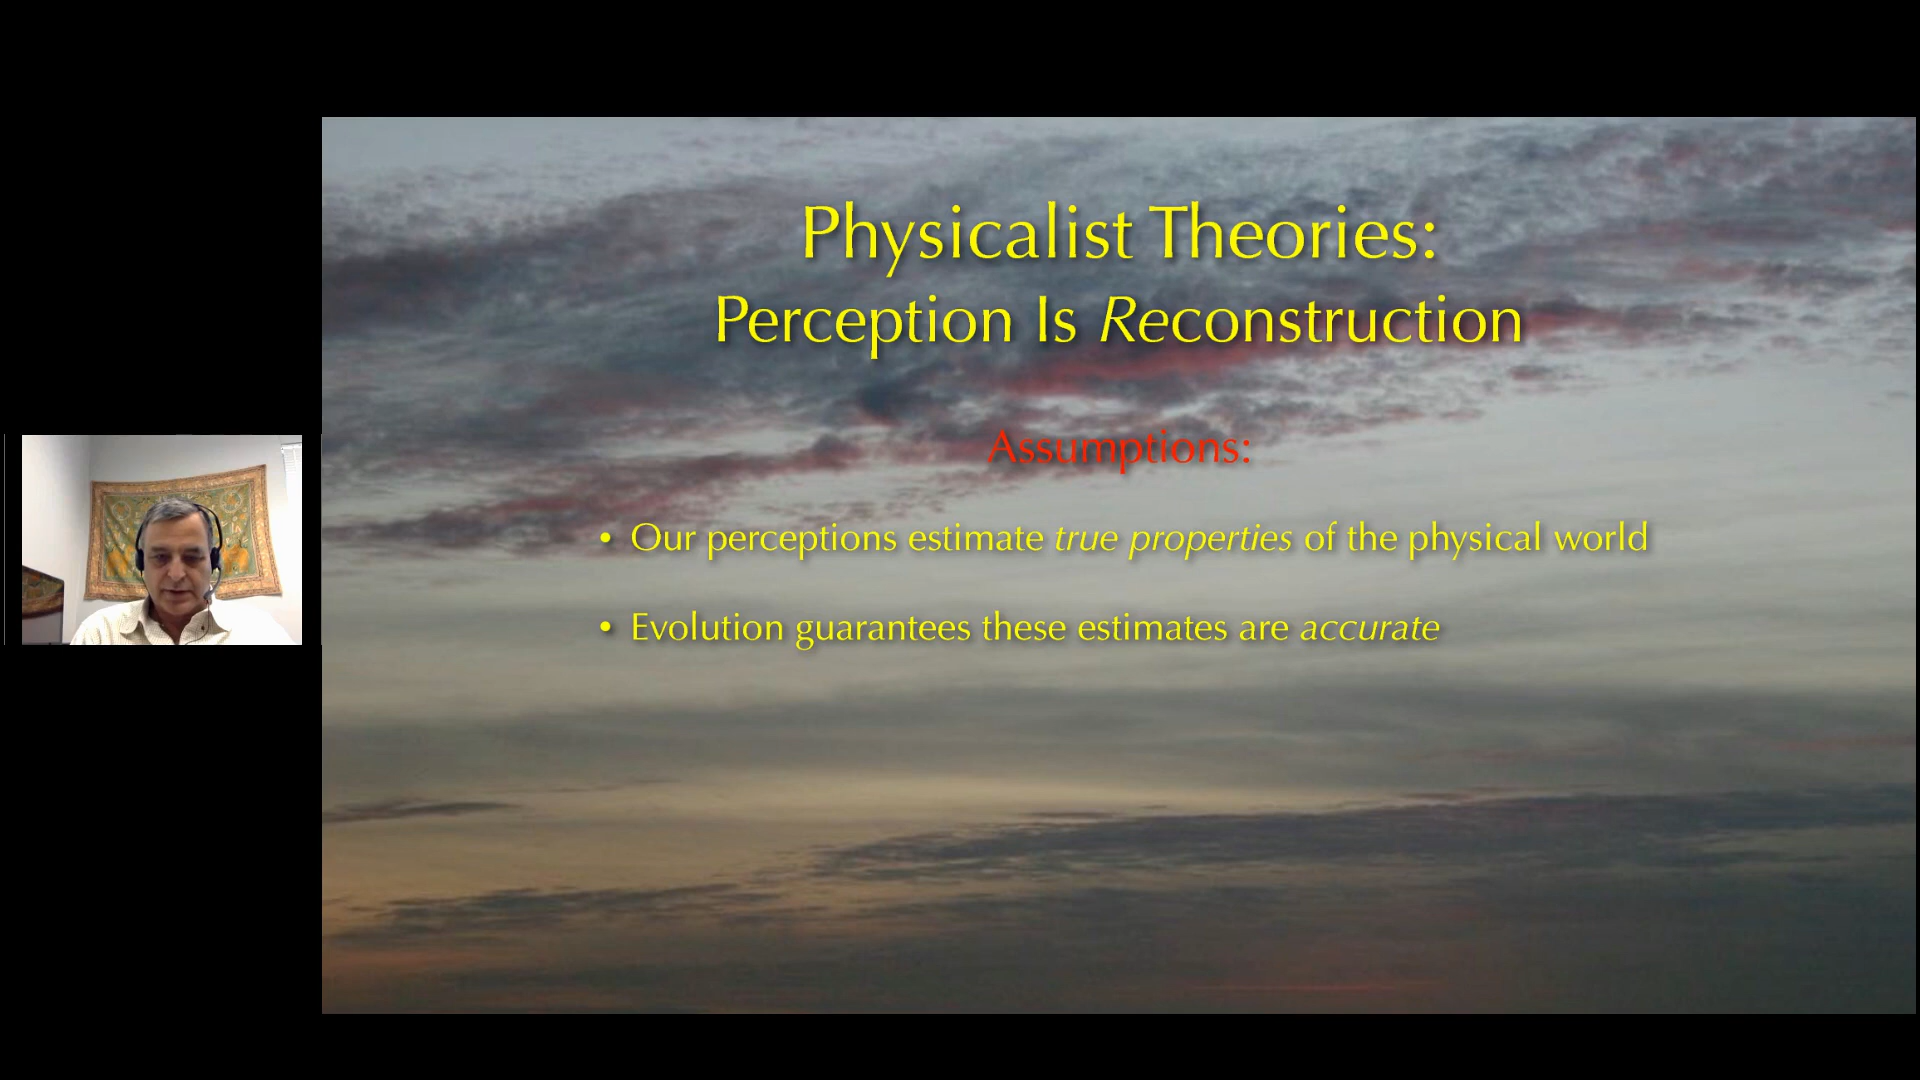 Physicalist Theories:
Perception Is Reconstruction
Assumptions:
• Our perceptions estimate true properties of the physical world
• Evolution guarantees these estimates are accurate